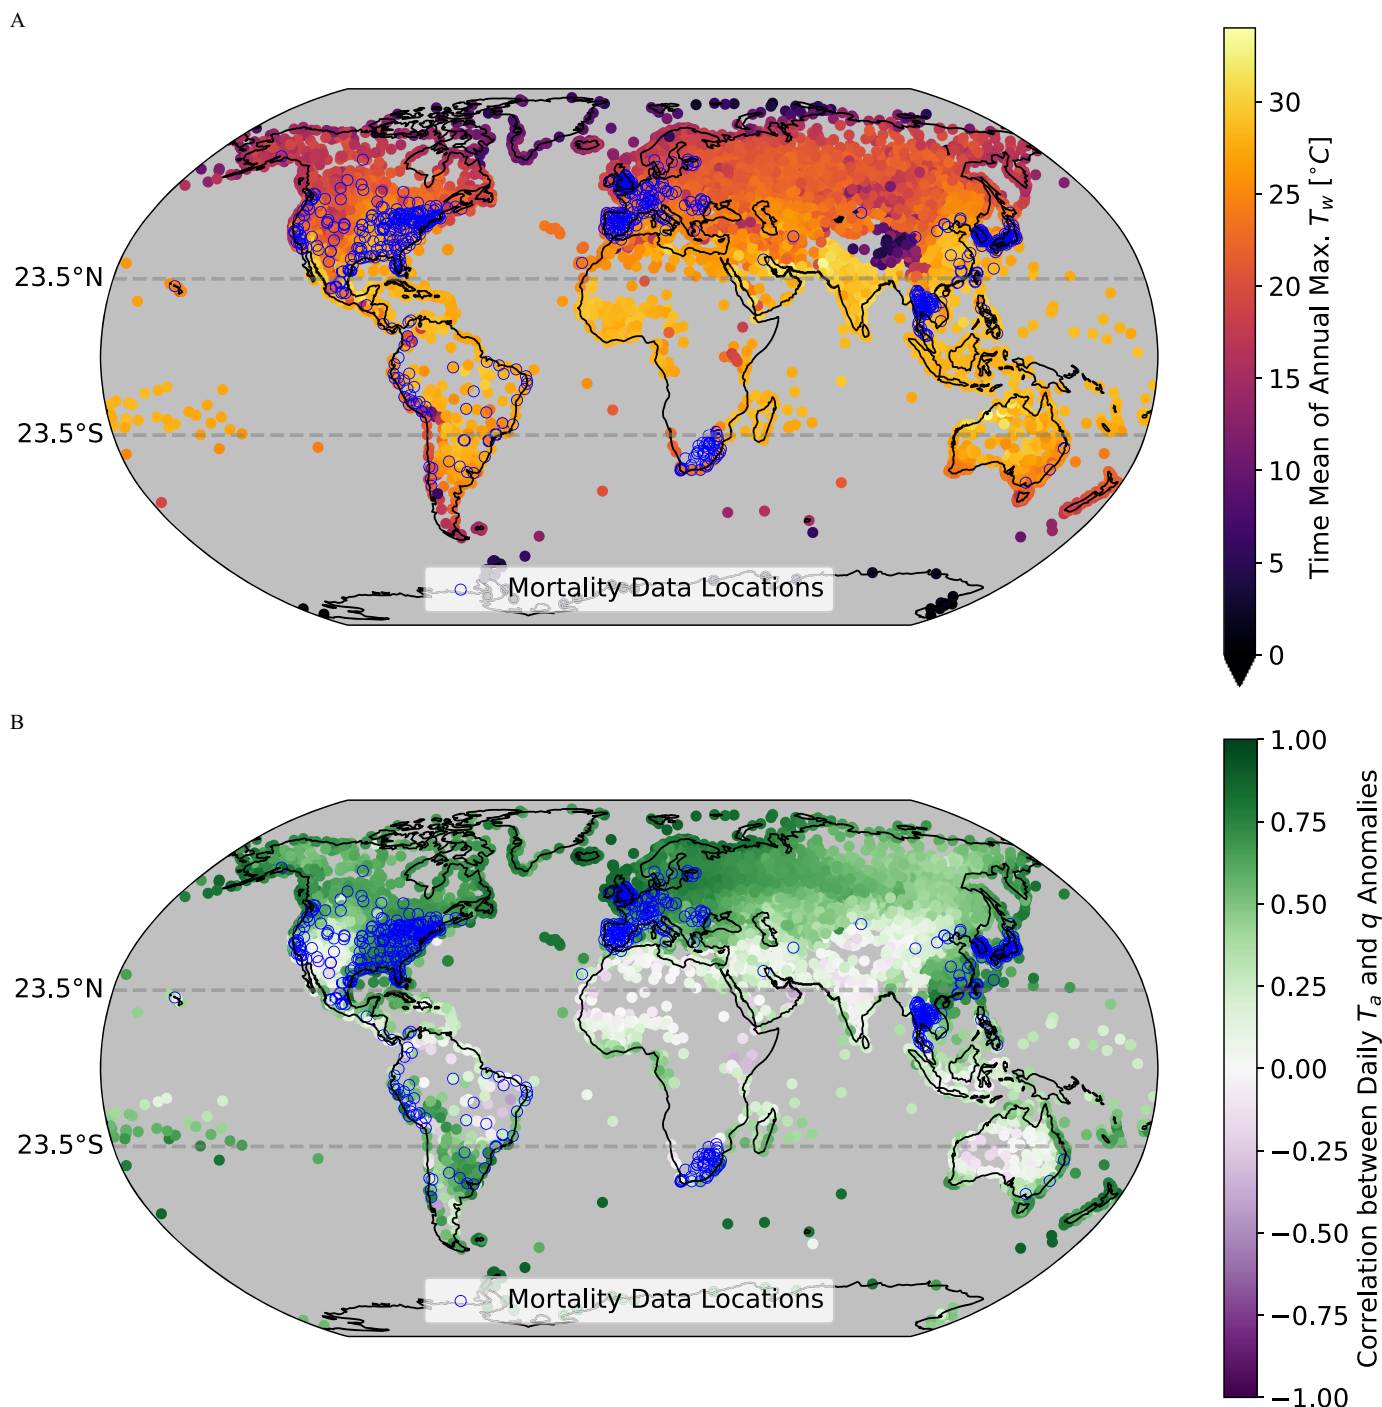 A
23.5°N
23.5°S
Mortality Data Locations
30
25
20
15
10
5
0
Time Mean of Annual Max. T_w [°C]
B
23.5°N
23.5°S
Mortality Data Locations
1.00
0.75
0.50
0.25
0.00
−0.25
−0.50
−0.75
−1.00
Correlation between Daily T_a and q Anomalies